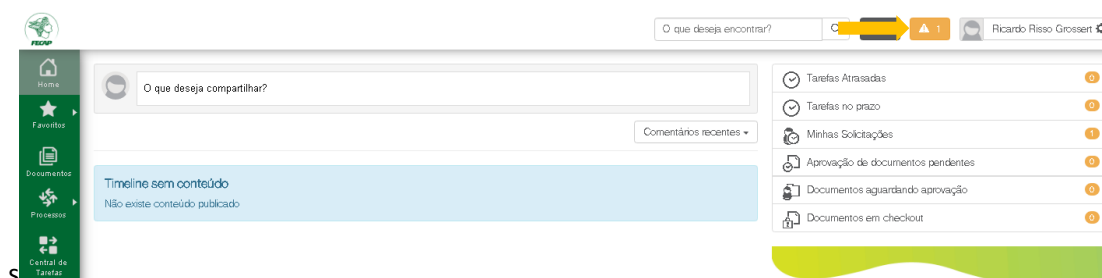 FECAP
O que deseja encontrar?
1
Ricardo Risso Grossert
Home
Favoritos
Documentos
Processos
Central de
Tarefas
O que deseja compartilhar?
Comentários recentes
Timeline sem conteúdo
Não existe conteúdo publicado
Tarefas Atrasadas 0
Tarefas no prazo 0
Minhas Solicitações 1
Aprovação de documentos pendentes 0
Documentos aguardando aprovação 0
Documentos em checkout 0
s